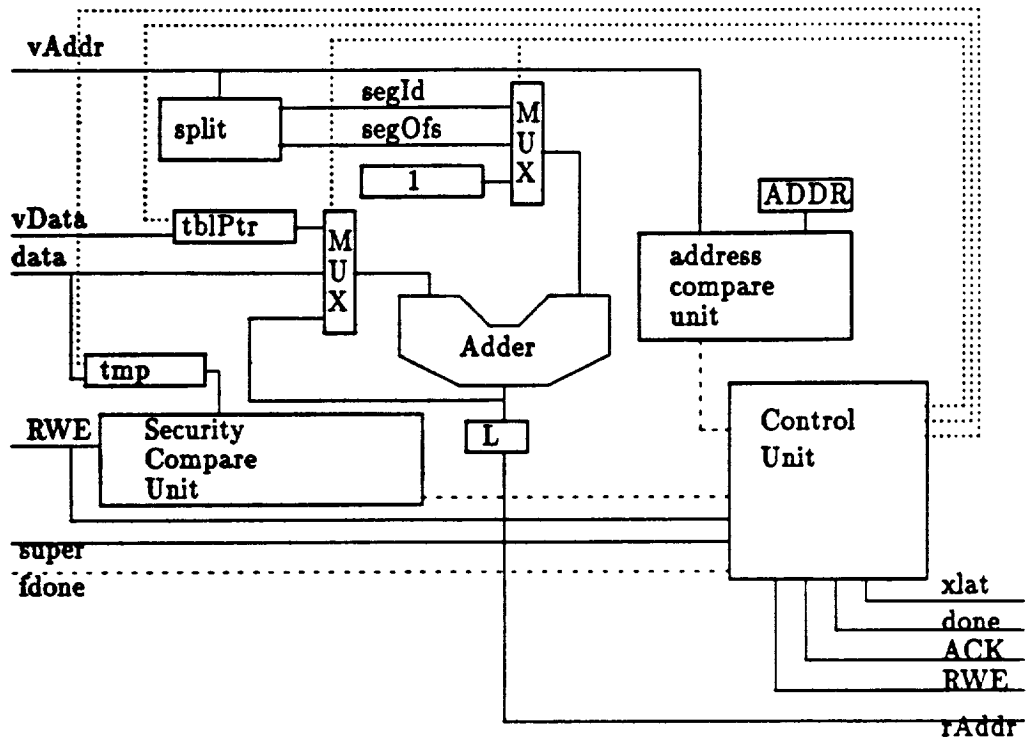 vAddr
split
segId
segOfs
1
M
U
X
ADDR
vData
tblPtr
data
M
U
X
address
compare
unit
Adder
tmp
RWE
Security
Compare
Unit
L
Control
Unit
super
fdone
xlat
done
ACK
RWE
rAddr